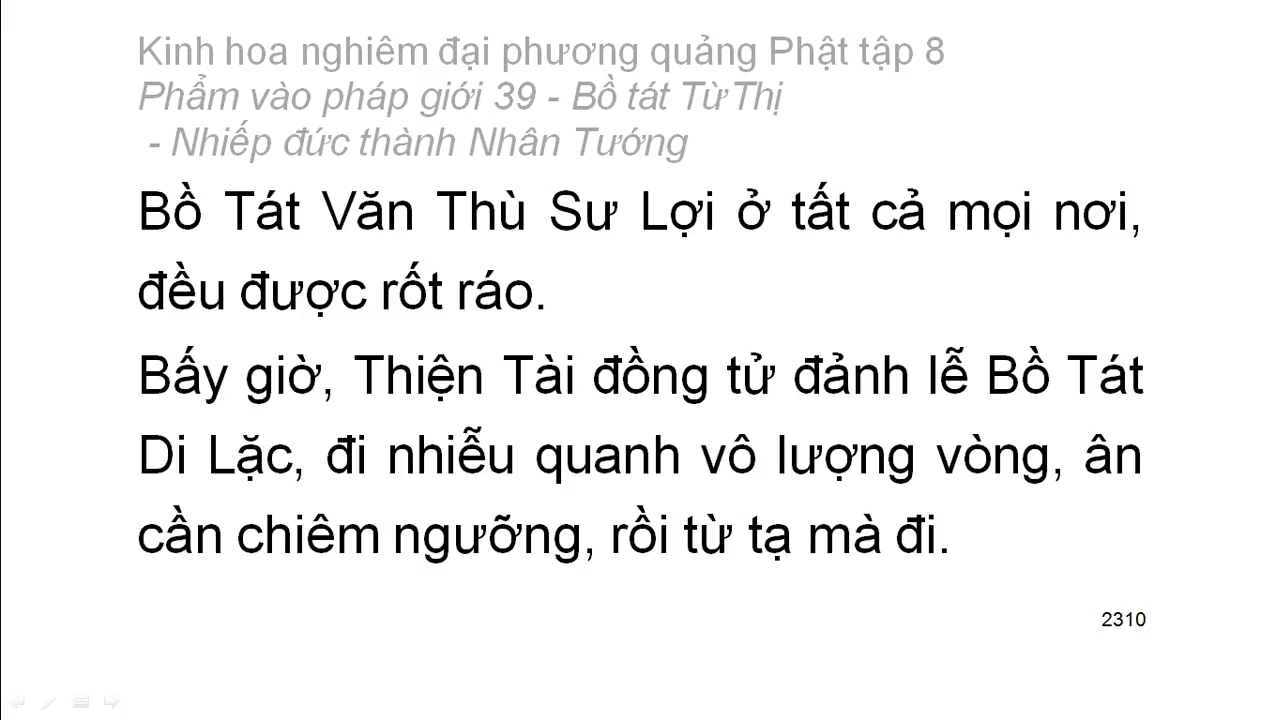 Kinh hoa nghiêm đại phương quảng Phật tập 8
Phẩm vào pháp giới 39 - Bồ tát Từ Thị
- Nhiếp đức thành Nhân Tướng
Bồ Tát Văn Thù Sư Lợi ở tất cả mọi nơi,
đều được rốt ráo.
Bấy giờ, Thiện Tài đồng tử đảnh lễ Bồ Tát
Di Lặc, đi nhiễu quanh vô lượng vòng, ân
cần chiêm ngưỡng, rồi từ tạ mà đi.
2310